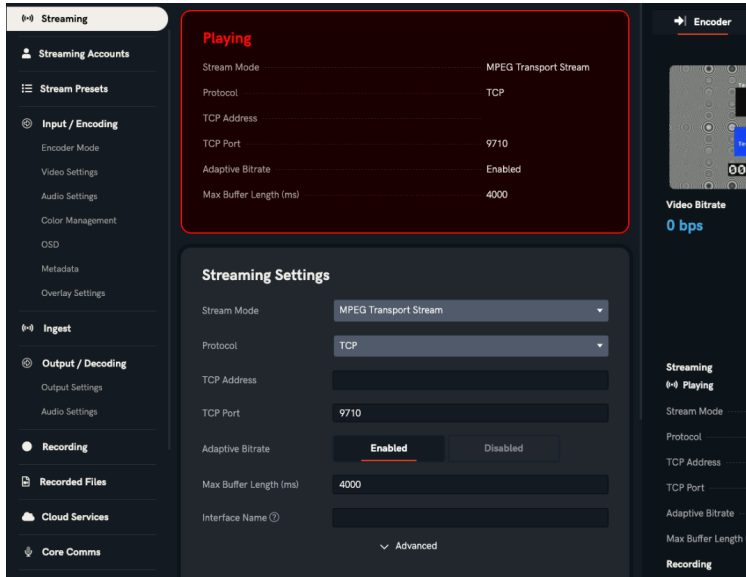 Streaming
Streaming Accounts
Stream Presets
Input / Encoding
Encoder Mode
Video Settings
Audio Settings
Color Management
OSD
Metadata
Overlay Settings
Ingest
Output / Decoding
Output Settings
Audio Settings
Recording
Recorded Files
Cloud Services
Core Comms
Playing
Stream Mode MPEG Transport Stream
Protocol TCP
TCP Address
TCP Port 9710
Adaptive Bitrate Enabled
Max Buffer Length (ms) 4000
Streaming Settings
Stream Mode MPEG Transport Stream
Protocol TCP
TCP Address
TCP Port 9710
Adaptive Bitrate Enabled Disabled
Max Buffer Length (ms) 4000
Interface Name
Advanced
Encoder
Te
Te
00
Video Bitrate
0 bps
Streaming
Playing
Stream Mode
Protocol
TCP Address
TCP Port
Adaptive Bitrate
Max Buffer Length
Recording